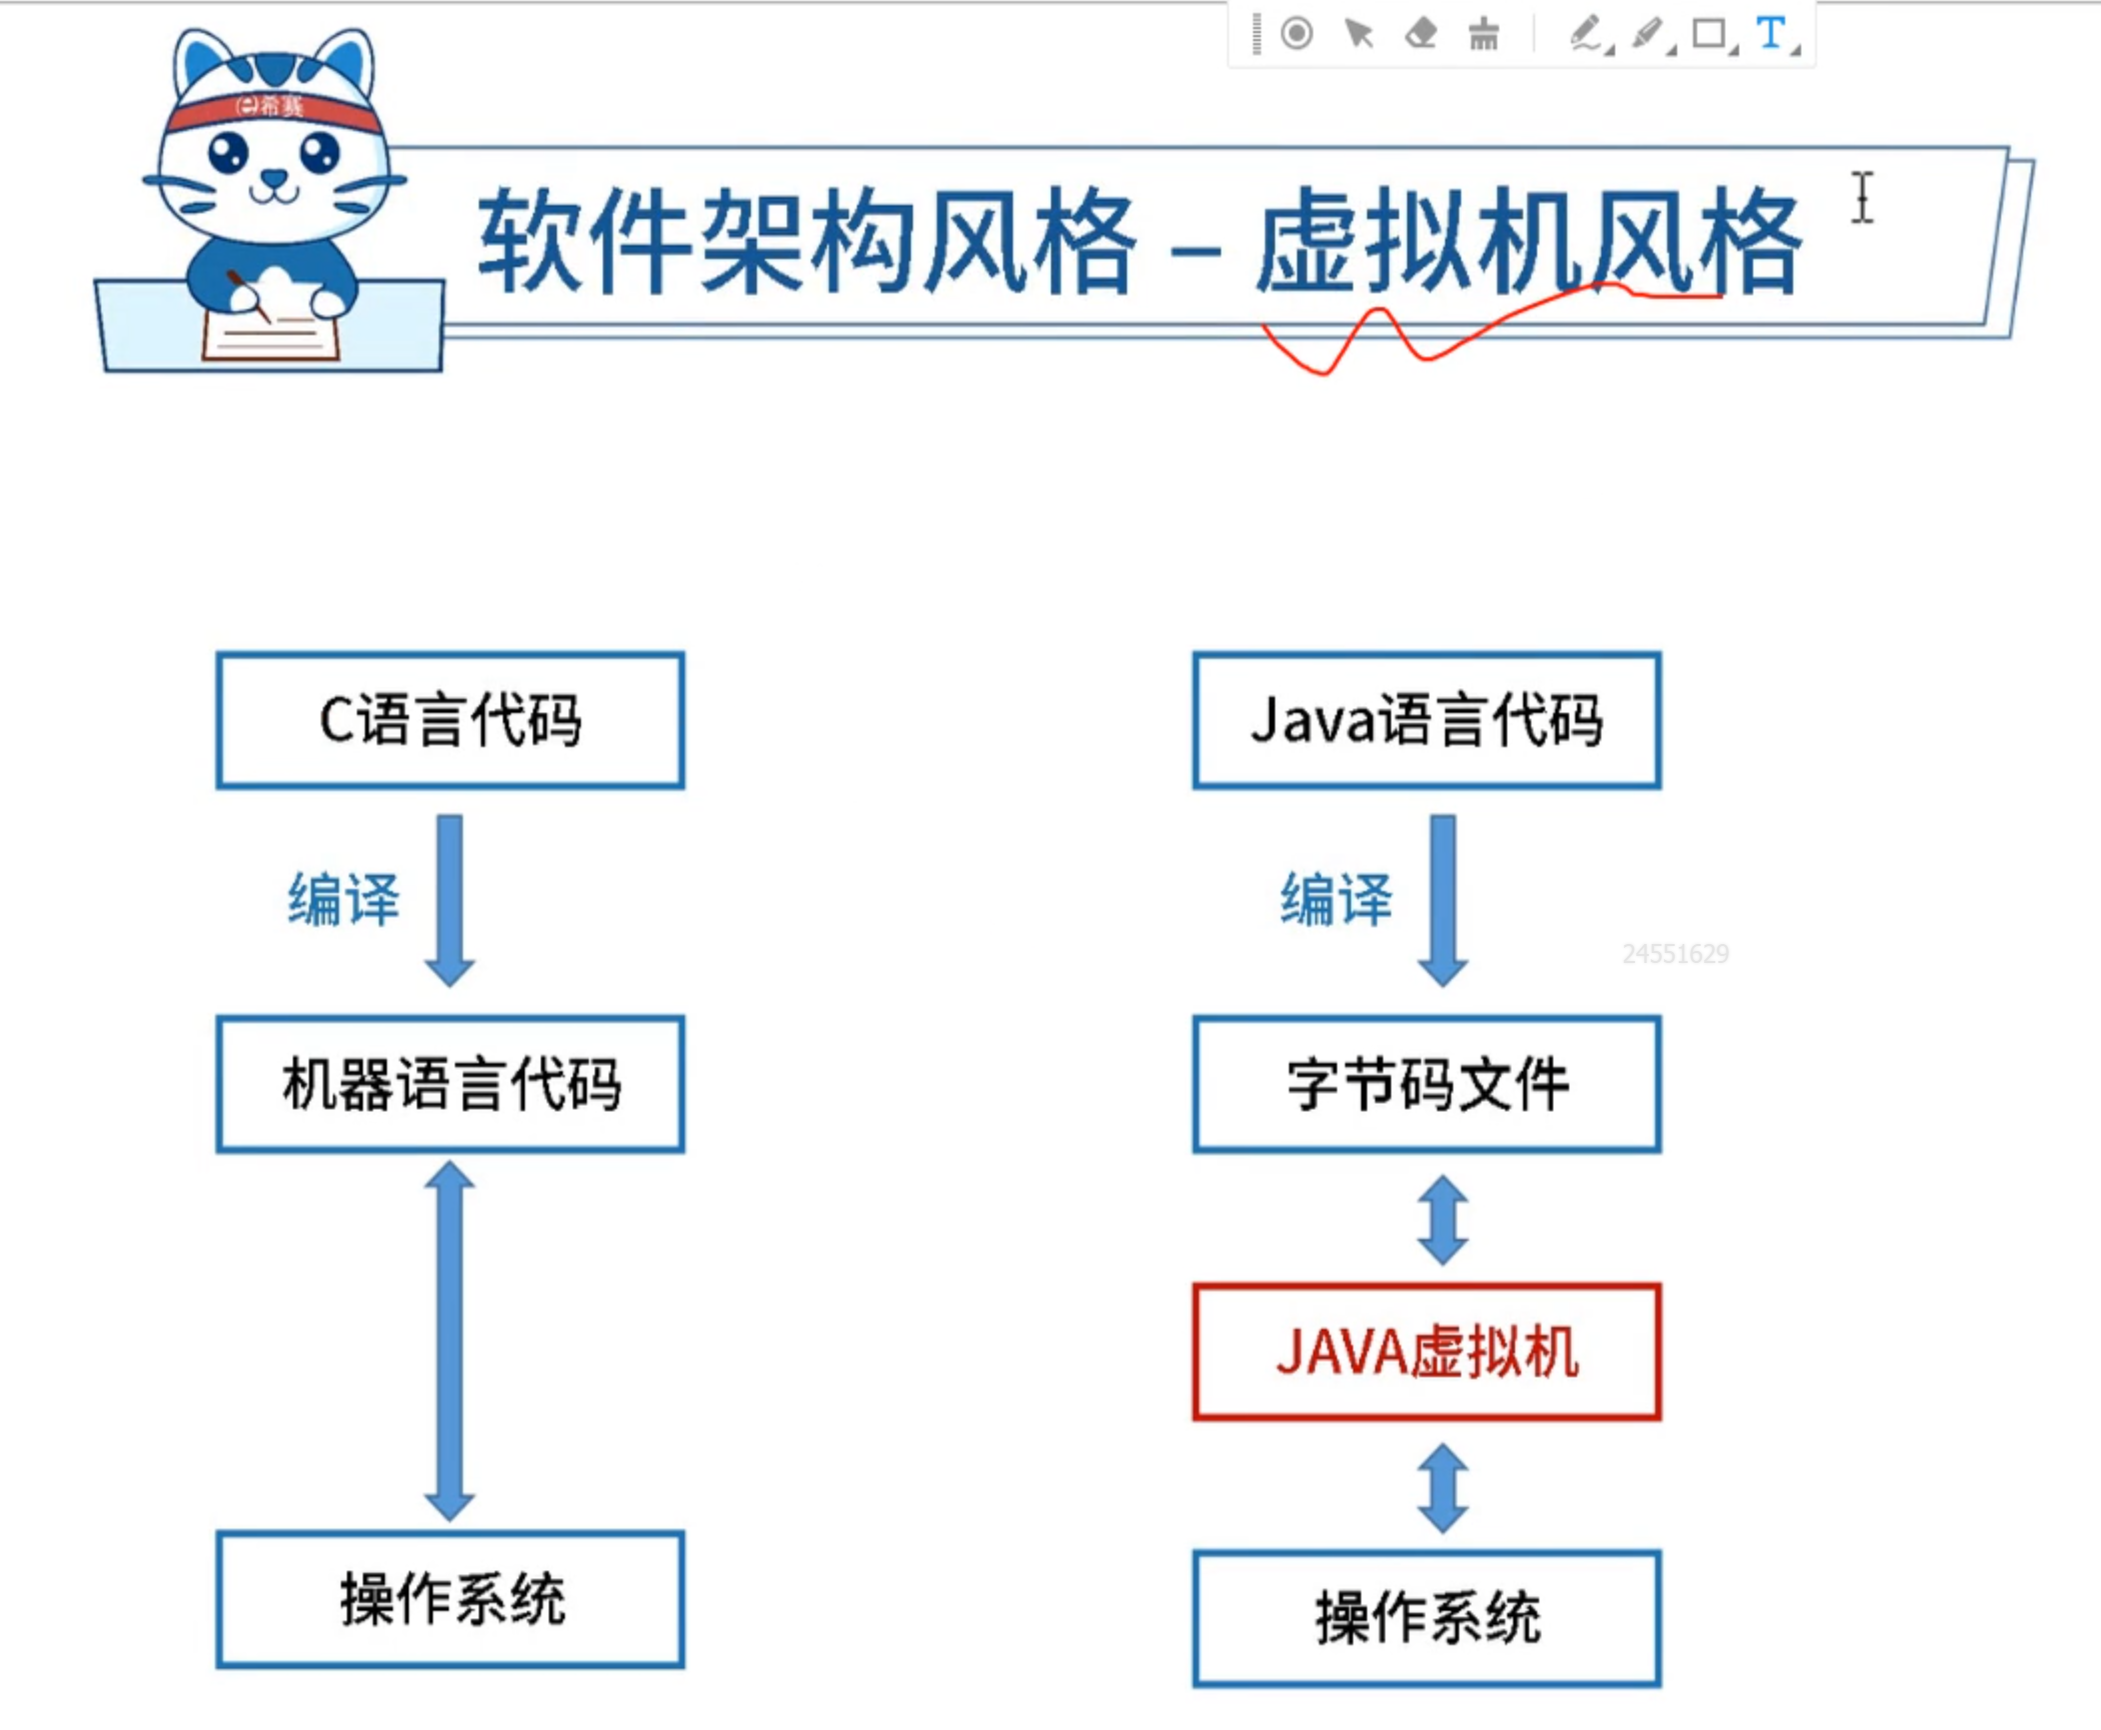 希赛
软件架构风格 – 虚拟机风格
C语言代码
编译
机器语言代码
操作系统
Java语言代码
编译
24551629
字节码文件
JAVA虚拟机
操作系统